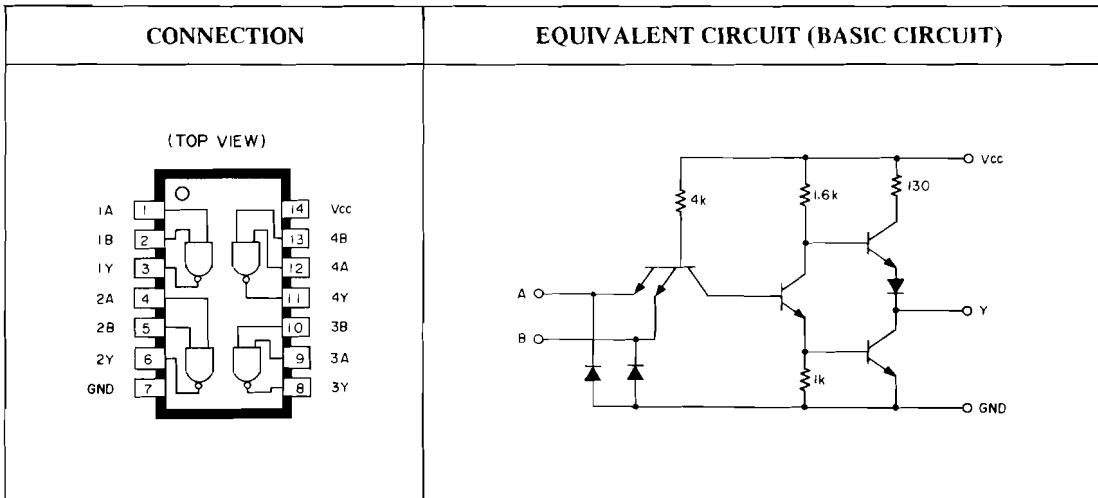 CONNECTION
EQUIVALENT CIRCUIT (BASIC CIRCUIT)
(TOP VIEW)
1A 1 14 Vcc
1B 2 13 4B
1Y 3 12 4A
2A 4 11 4Y
2B 5 10 3B
2Y 6 9 3A
GND 7 8 3Y
Vcc
4k
1.6k
130
A
B
Y
1k
GND